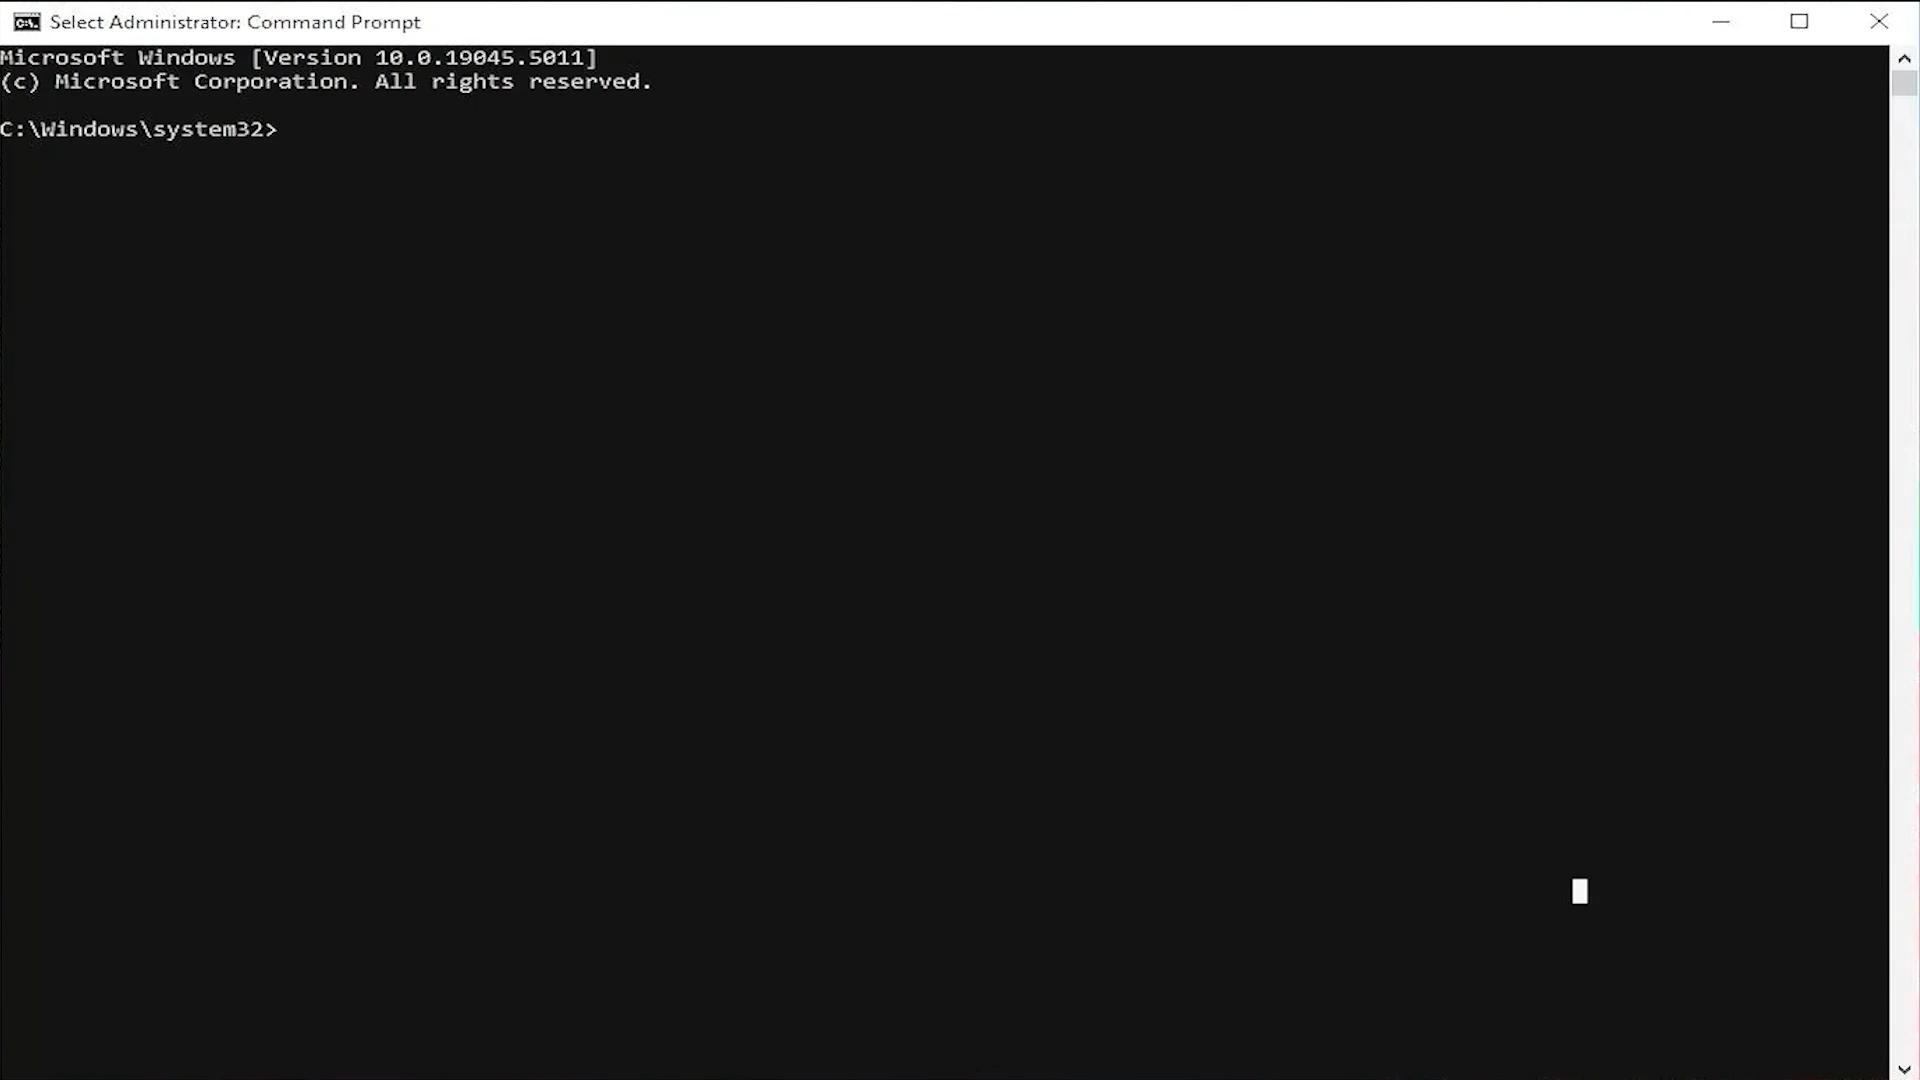 Select Administrator: Command Prompt
Microsoft Windows [Version 10.0.19045.5011]
(c) Microsoft Corporation. All rights reserved.
C:\Windows\system32>